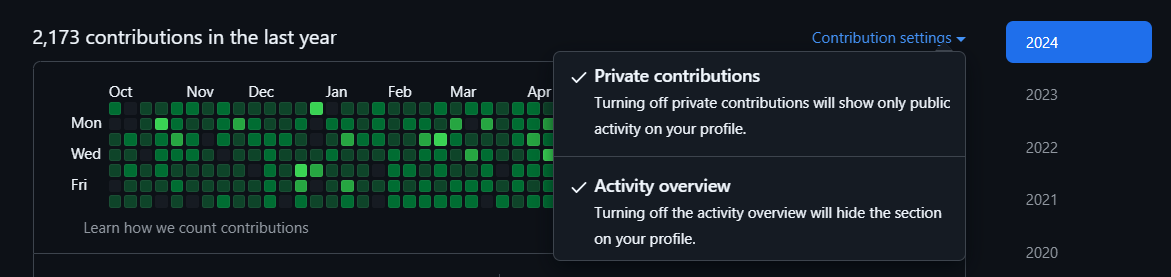 2,173 contributions in the last year
Contribution settings
Oct Nov Dec Jan Feb Mar Apr
Mon
Wed
Fri
Learn how we count contributions
Private contributions
Turning off private contributions will show only public
activity on your profile.
Activity overview
Turning off the activity overview will hide the section
on your profile.
2024
2023
2022
2021
2020